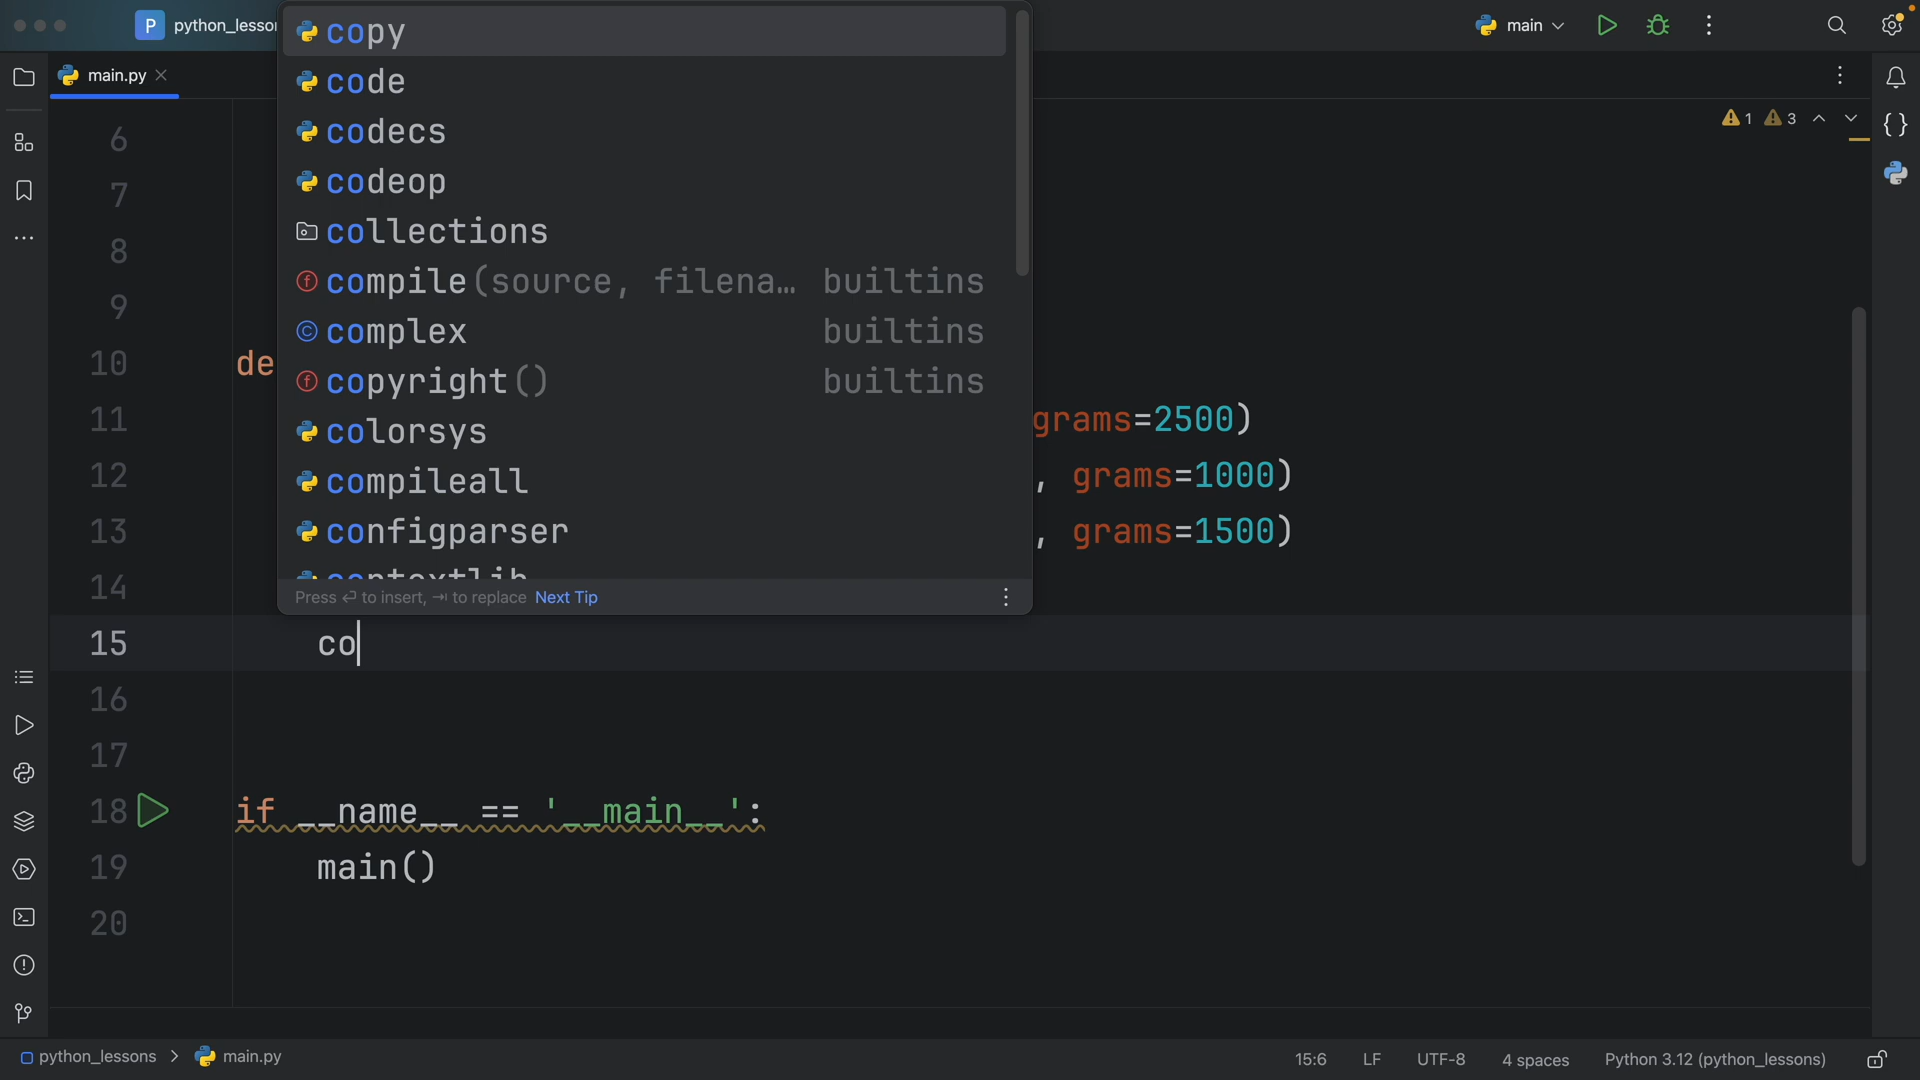 P python_lesso
main
main.py
1 3
copy
code
codecs
codeop
collections
compile(source, filena… builtins
complex builtins
copyright() builtins
colorsys
compileall
configparser
contextlib
Press ↵ to insert, ⇥ to replace Next Tip
6
7
8
9
10 de
11 grams=2500)
12 , grams=1000)
13 , grams=1500)
14
15 co
16
17
18 if __name__ == '__main__':
19 main()
20
python_lessons > main.py
15:6 LF UTF-8 4 spaces Python 3.12 (python_lessons)